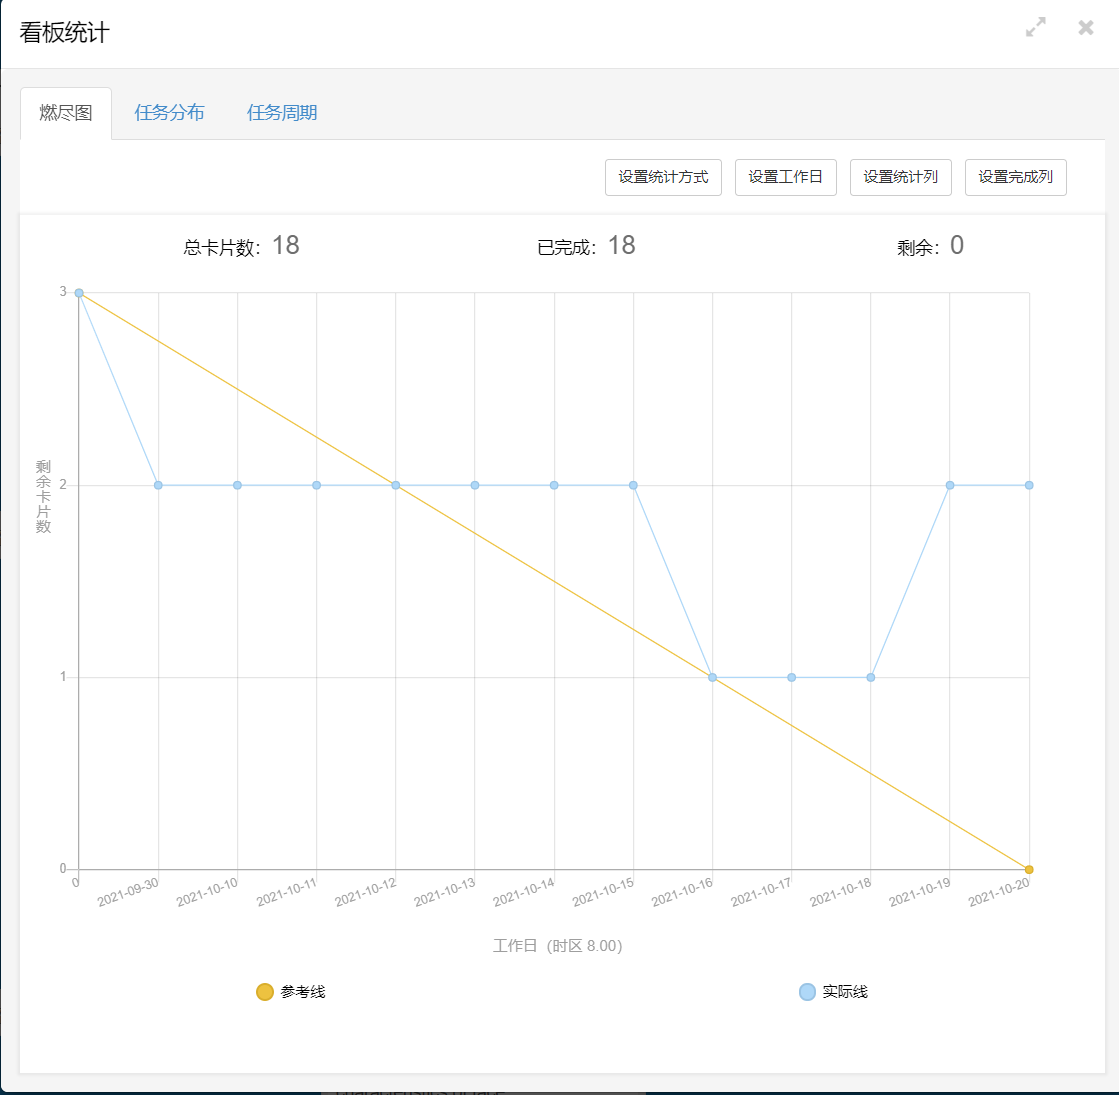 看板统计
燃尽图 任务分布 任务周期
设置统计方式 设置工作日 设置统计列 设置完成列
总卡片数：18 已完成：18 剩余：0
3
2
1
0
剩余卡片数
0 2021-09-30 2021-10-10 2021-10-11 2021-10-12 2021-10-13 2021-10-14 2021-10-15 2021-10-16 2021-10-17 2021-10-18 2021-10-19 2021-10-20
工作日（时区 8.00）
参考线 实际线